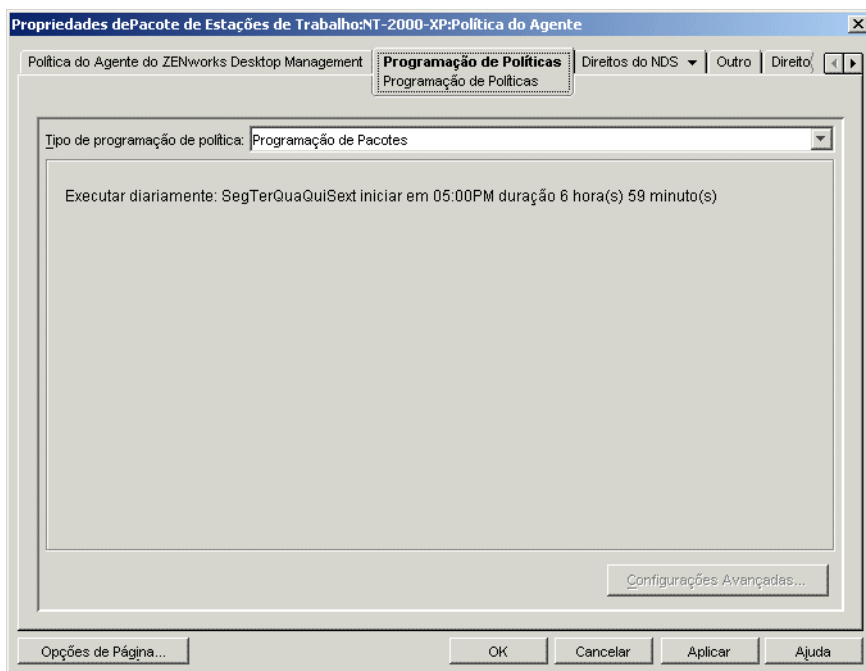 Propriedades dePacote de Estações de Trabalho:NT-2000-XP:Política do Agente
Política do Agente do ZENworks Desktop Management
Programação de Políticas
Direitos do NDS
Outro
Direito
Programação de Políticas
Tipo de programação de política: Programação de Pacotes
Executar diariamente: SegTerQuaQuiSext iniciar em 05:00PM duração 6 hora(s) 59 minuto(s)
Configurações Avançadas...
Opções de Página...
OK
Cancelar
Aplicar
Ajuda